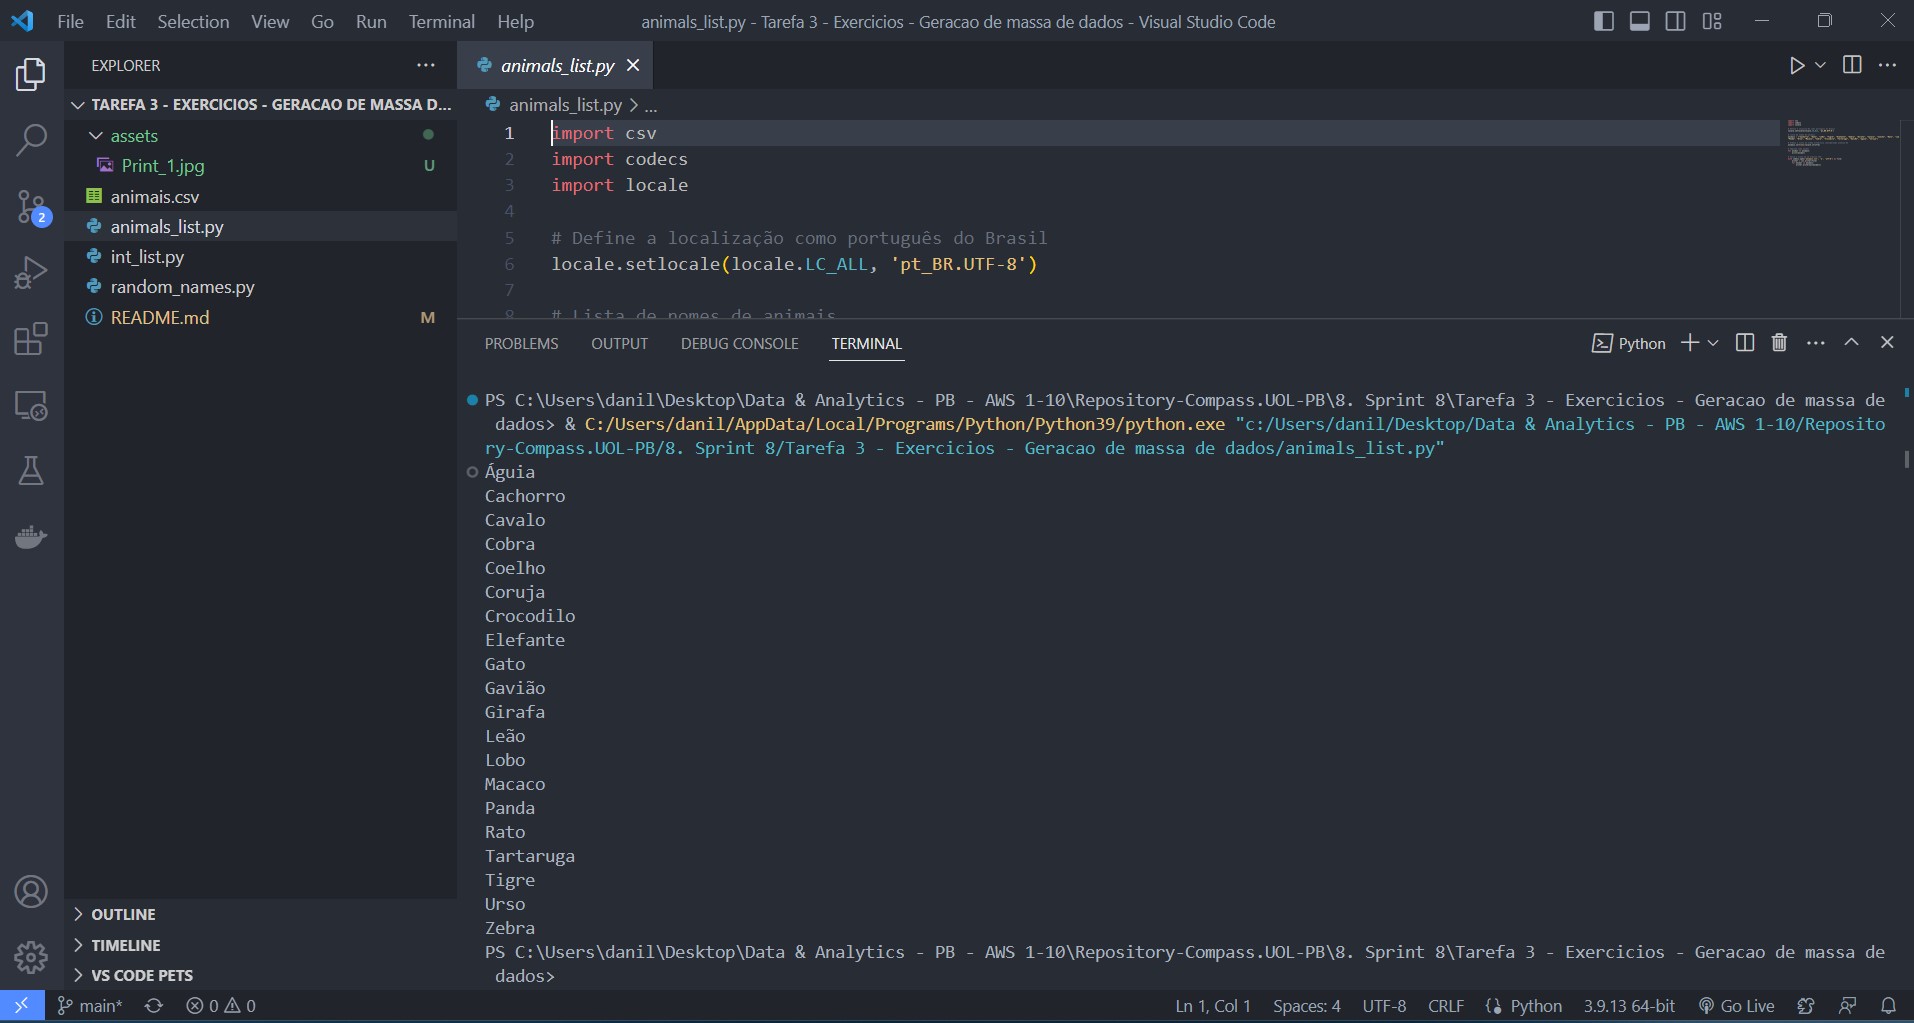 File Edit Selection View Go Run Terminal Help
animals_list.py - Tarefa 3 - Exercicios - Geracao de massa de dados - Visual Studio Code
EXPLORER
TAREFA 3 - EXERCICIOS - GERACAO DE MASSA D...
assets
Print_1.jpg U
animais.csv
animals_list.py
int_list.py
random_names.py
README.md M
2
OUTLINE
TIMELINE
VS CODE PETS
animals_list.py
animals_list.py > ...
1 import csv
2 import codecs
3 import locale
4
5 # Define a localização como português do Brasil
6 locale.setlocale(locale.LC_ALL, 'pt_BR.UTF-8')
7
8 # Lista de nomes de animais
PROBLEMS OUTPUT DEBUG CONSOLE TERMINAL
Python
PS C:\Users\danil\Desktop\Data & Analytics - PB - AWS 1-10\Repository-Compass.UOL-PB\8. Sprint 8\Tarefa 3 - Exercicios - Geracao de massa de
dados> & C:/Users/danil/AppData/Local/Programs/Python/Python39/python.exe "c:/Users/danil/Desktop/Data & Analytics - PB - AWS 1-10/Reposito
ry-Compass.UOL-PB/8. Sprint 8/Tarefa 3 - Exercicios - Geracao de massa de dados/animals_list.py"
Águia
Cachorro
Cavalo
Cobra
Coelho
Coruja
Crocodilo
Elefante
Gato
Gavião
Girafa
Leão
Lobo
Macaco
Panda
Rato
Tartaruga
Tigre
Urso
Zebra
PS C:\Users\danil\Desktop\Data & Analytics - PB - AWS 1-10\Repository-Compass.UOL-PB\8. Sprint 8\Tarefa 3 - Exercicios - Geracao de massa de
dados>
main* 0 0
Ln 1, Col 1 Spaces: 4 UTF-8 CRLF Python 3.9.13 64-bit Go Live